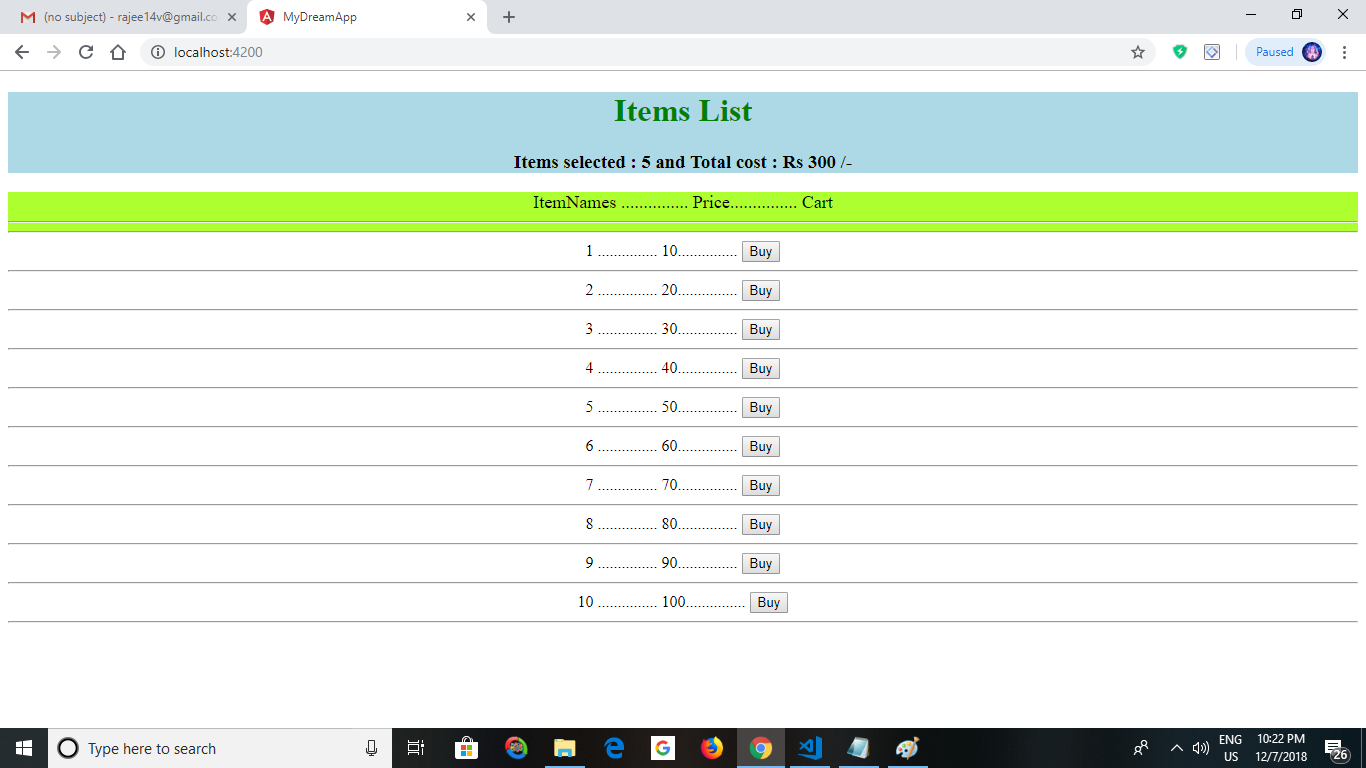 (no subject) - rajee14v@gmail.co
MyDreamApp
localhost:4200
Paused
Items List
Items selected : 5 and Total cost : Rs 300 /-
ItemNames ............... Price............... Cart
1 ............... 10............... Buy
2 ............... 20............... Buy
3 ............... 30............... Buy
4 ............... 40............... Buy
5 ............... 50............... Buy
6 ............... 60............... Buy
7 ............... 70............... Buy
8 ............... 80............... Buy
9 ............... 90............... Buy
10 ............... 100............... Buy
Type here to search
ENG
US
10:22 PM
12/7/2018
26